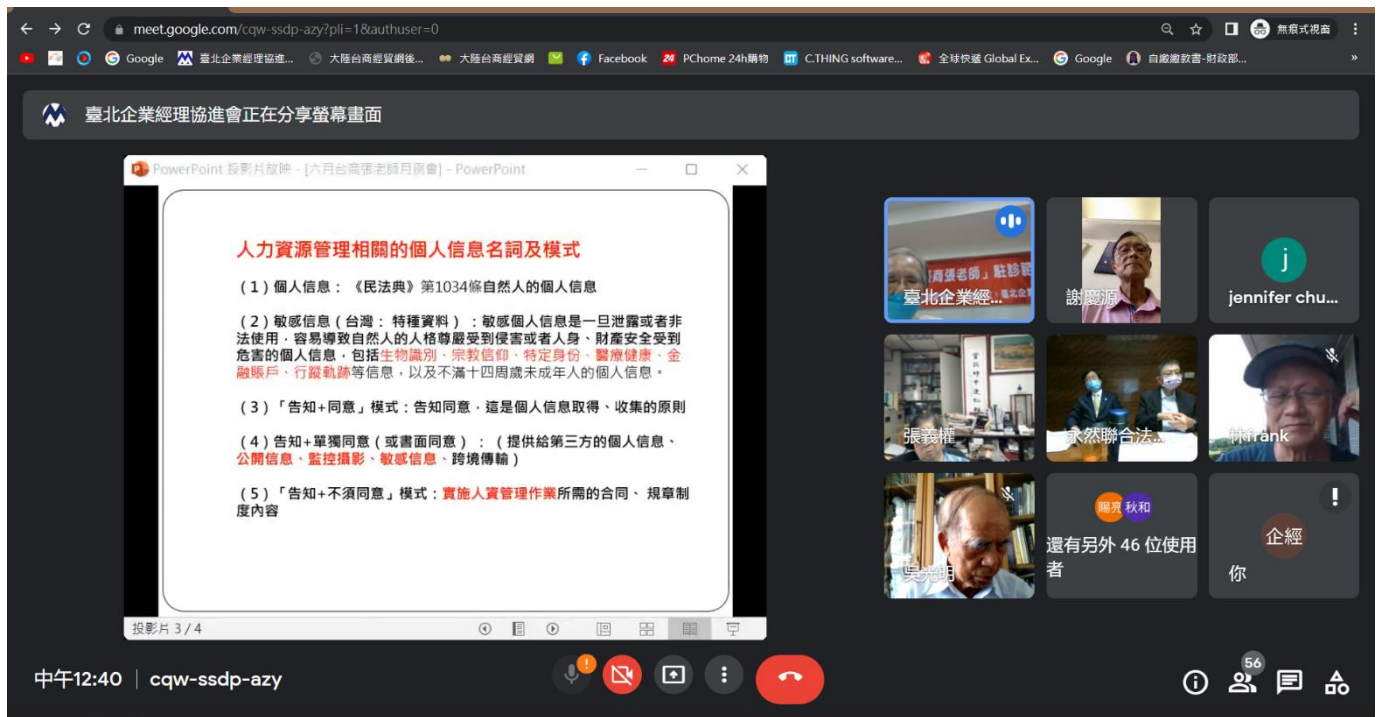 meet.google.com/cqw-ssdp-azy?pli=1&authuser=0
無痕式視窗
Google
臺北企業經理協進...
大陸台商經貿網後...
大陸台商經貿網
Facebook
24
PChome 24h購物
C.THING software...
全球快遞 Global Ex...
Google
自繳繳款書-財政部...
»
臺北企業經理協進會正在分享螢幕畫面
PowerPoint 投影片放映 - [六月台商張老師月例會] - PowerPoint
人力資源管理相關的個人信息名詞及模式
(1)個人信息：《民法典》第1034條自然人的個人信息
(2)敏感信息(台灣：特種資料)：敏感個人信息是一旦泄露或者非
法使用，容易導致自然人的人格尊嚴受到侵害或者人身、財產安全受到
危害的個人信息，包括生物識別、宗教信仰、特定身份、醫療健康、金
融賬戶、行蹤軌跡等信息，以及不滿十四周歲未成年人的個人信息。
(3)「告知+同意」模式：告知同意，這是個人信息取得、收集的原則
(4)告知+單獨同意(或書面同意)：(提供給第三方的個人信息、
公開信息、監控攝影、敏感信息、跨境傳輸)
(5)「告知+不須同意」模式：實施人資管理作業所需的合同、規章制
度內容
投影片 3 / 4
商張老師」駐診
臺北企業經...
謝慶源
j
jennifer chu...
張義權
永然聯合法...
林frank
吳光明
賜亮
秋和
還有另外 46 位使用
者
企經
你
中午12:40 | cqw-ssdp-azy
56